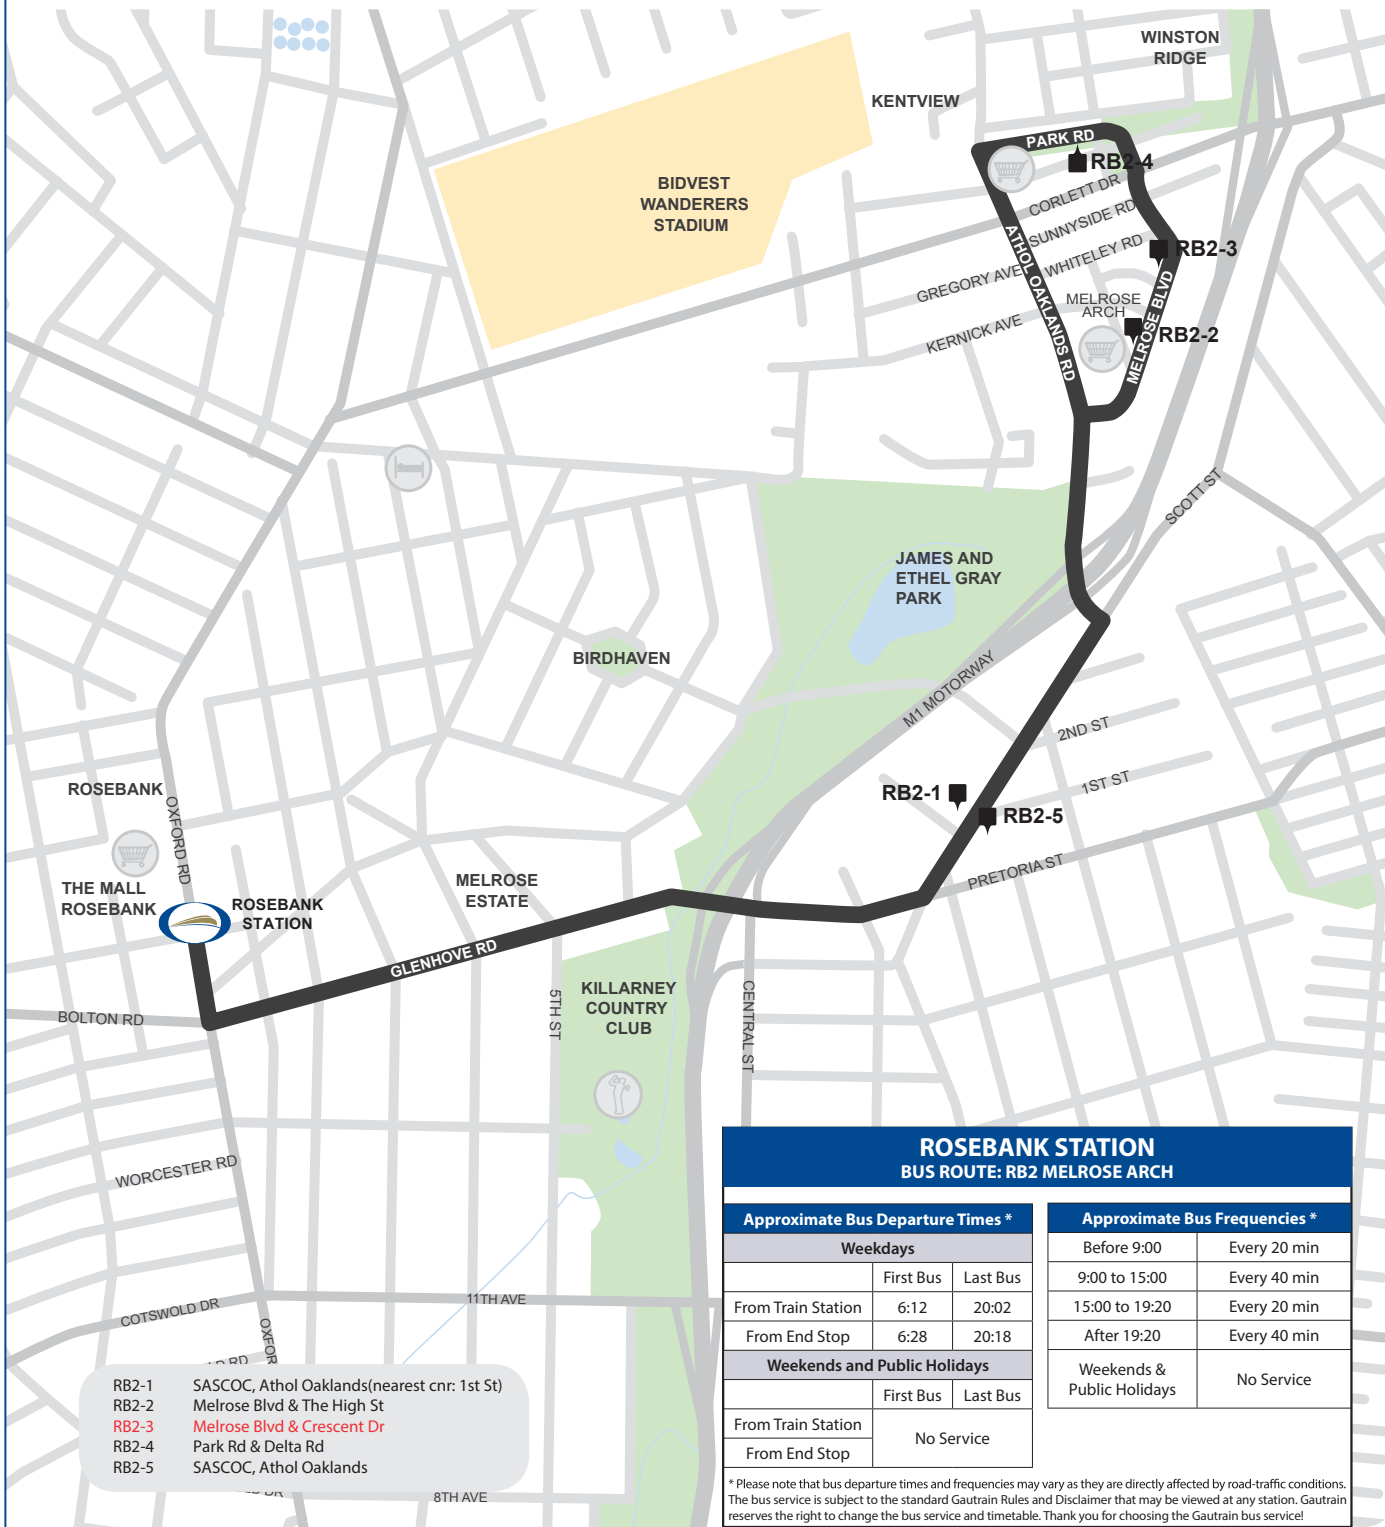 WINSTON
RIDGE
KENTVIEW
PARK RD
RB2-4
BIDVEST
WANDERERS
STADIUM
CORLETT DR
SUNNYSIDE RD
ATHOL OAKLANDS RD
WHITELEY RD
RB2-3
GREGORY AVE
MELROSE
ARCH
MELROSE BLVD
KERNICK AVE
RB2-2
SCOTT ST
JAMES AND
ETHEL GRAY
PARK
BIRDHAVEN
M1 MOTORWAY
2ND ST
1ST ST
ROSEBANK
OXFORD RD
RB2-1
RB2-5
PRETORIA ST
THE MALL
ROSEBANK
ROSEBANK
STATION
MELROSE
ESTATE
GLENHOVE RD
KILLARNEY
COUNTRY
CLUB
5TH ST
CENTRAL ST
BOLTON RD
WORCESTER RD
COTSWOLD DR
11TH AVE
OXFOR
D RD
DR
8TH AVE
RB2-1 SASCOC, Athol Oaklands(nearest cnr: 1st St)
RB2-2 Melrose Blvd & The High St
RB2-3 Melrose Blvd & Crescent Dr
RB2-4 Park Rd & Delta Rd
RB2-5 SASCOC, Athol Oaklands
ROSEBANK STATION
BUS ROUTE: RB2 MELROSE ARCH
Approximate Bus Departure Times *
Weekdays
First Bus Last Bus
From Train Station 6:12 20:02
From End Stop 6:28 20:18
Weekends and Public Holidays
First Bus Last Bus
From Train Station
No Service
From End Stop
Approximate Bus Frequencies *
Before 9:00 Every 20 min
9:00 to 15:00 Every 40 min
15:00 to 19:20 Every 20 min
After 19:20 Every 40 min
Weekends &
Public Holidays
No Service
* Please note that bus departure times and frequencies may vary as they are directly affected by road-traffic conditions.
The bus service is subject to the standard Gautrain Rules and Disclaimer that may be viewed at any station. Gautrain
reserves the right to change the bus service and timetable. Thank you for choosing the Gautrain bus service!